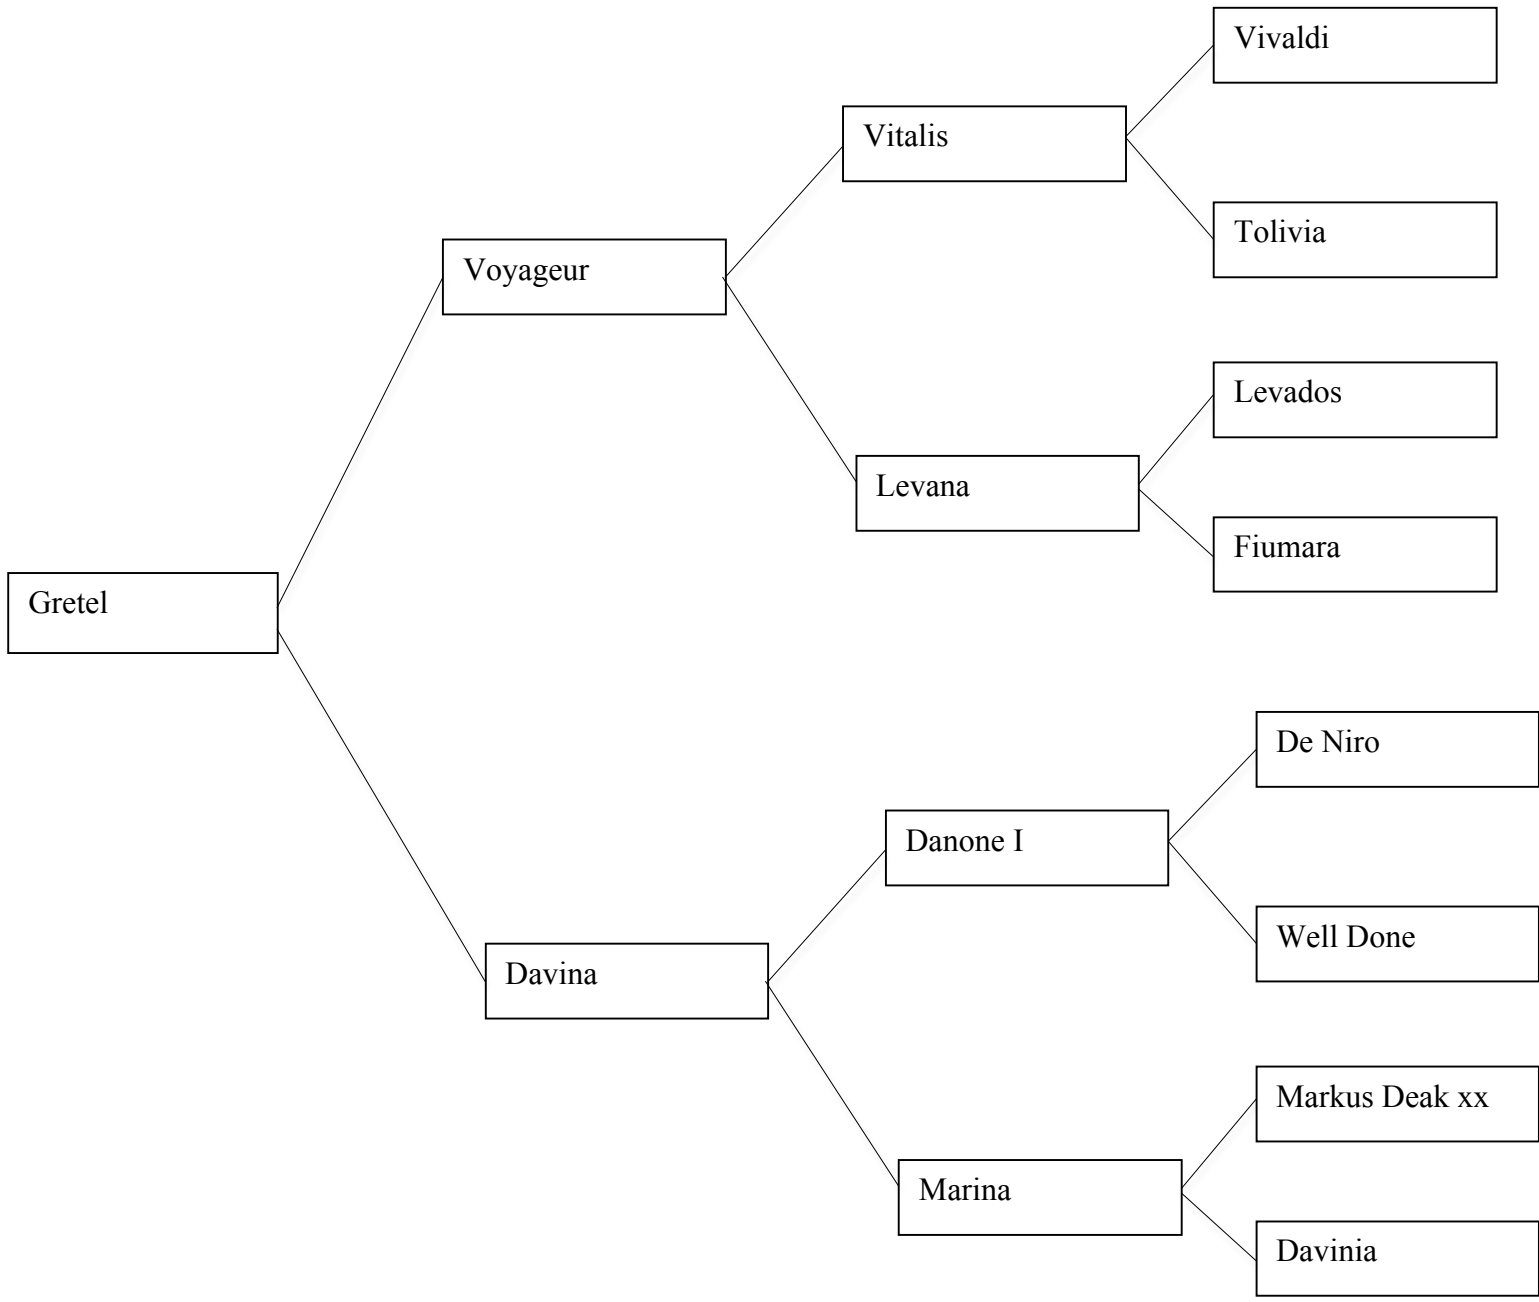 Vivaldi
Vitalis
Tolivia
Voyageur
Levados
Levana
Fiumara
Gretel
De Niro
Danone I
Well Done
Davina
Markus Deak xx
Marina
Davinia